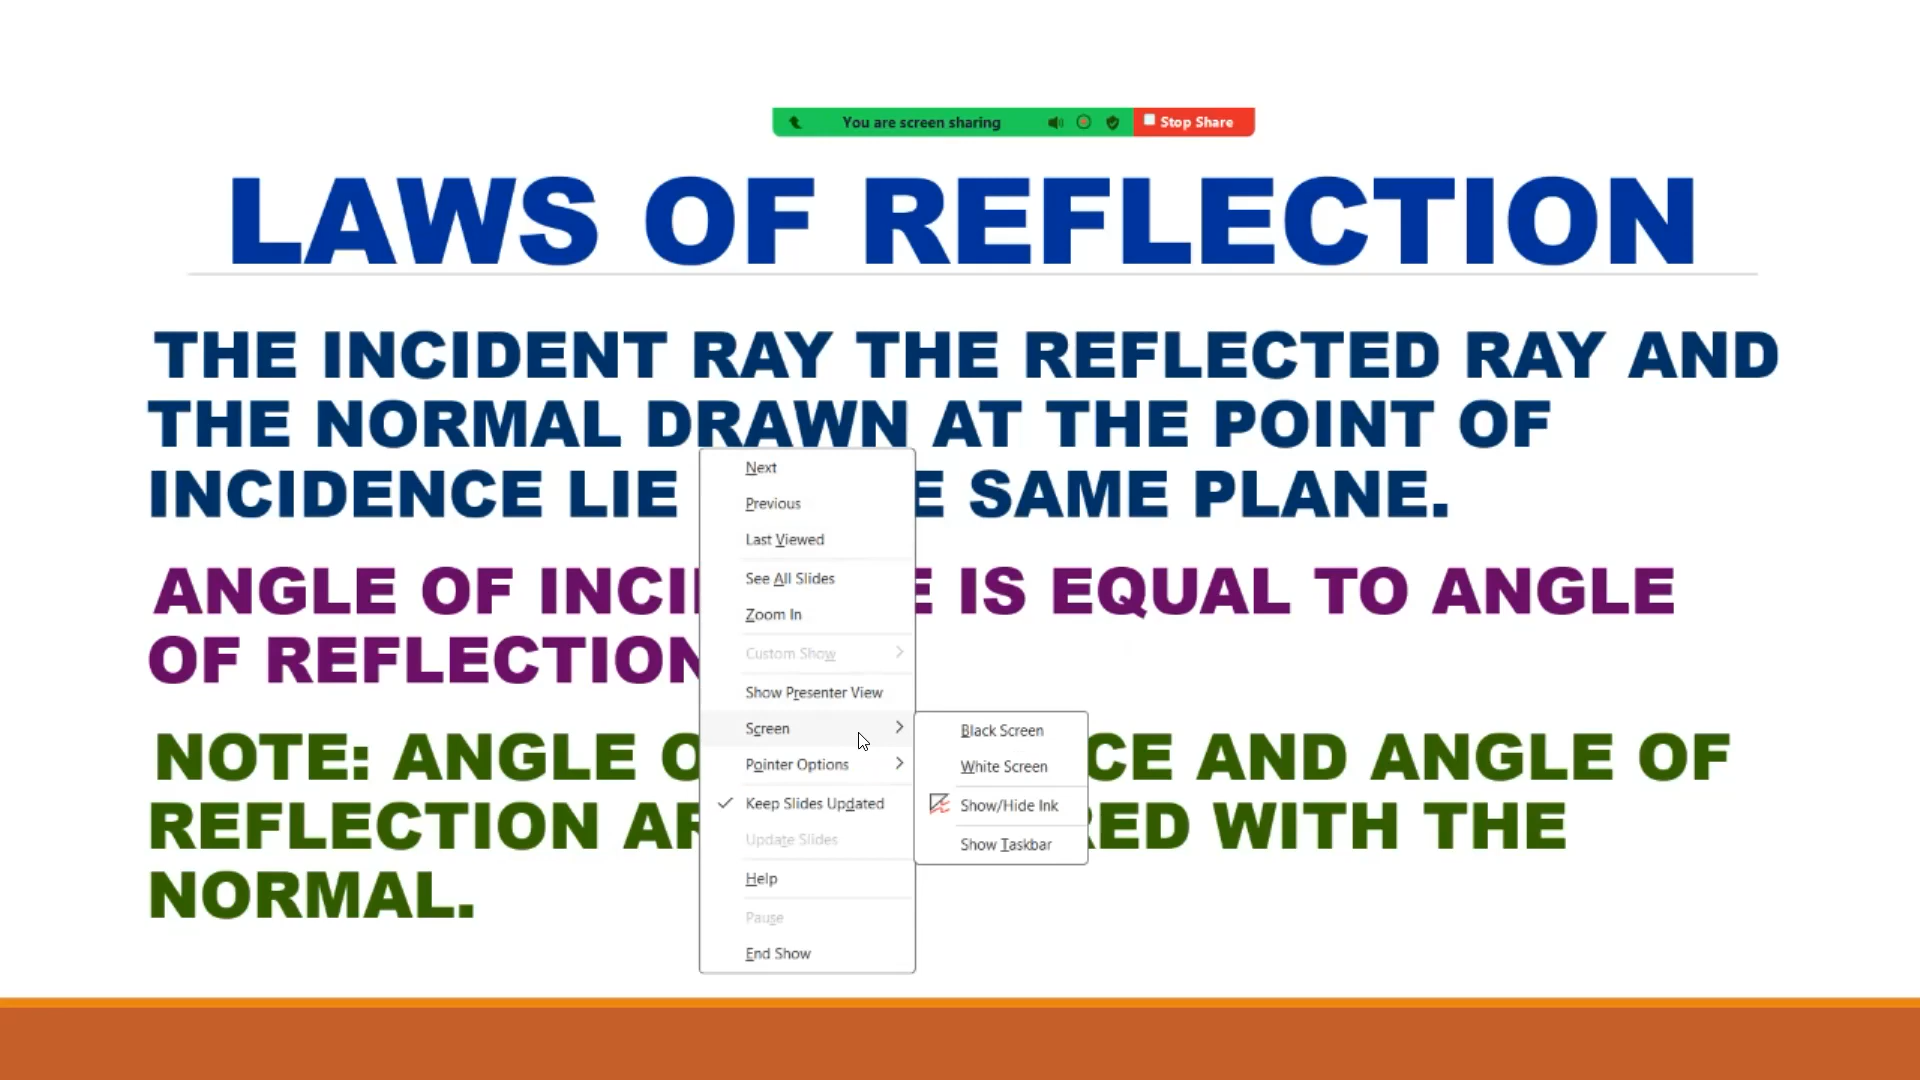 You are screen sharing
Stop Share
LAWS OF REFLECTION
THE INCIDENT RAY THE REFLECTED RAY AND
THE NORMAL DRAWN AT THE POINT OF
INCIDENCE LIE SAME PLANE.
ANGLE OF IS EQUAL TO ANGLE
OF REFLECTION
NOTE: ANGLE AND ANGLE OF
REFLECTION WITH THE
NORMAL.
Next
Previous
Last Viewed
See All Slides
Zoom In
Custom Show
Show Presenter View
Screen
Pointer Options
Keep Slides Updated
Update Slides
Help
Pause
End Show
Black Screen
White Screen
Show/Hide Ink
Show Taskbar